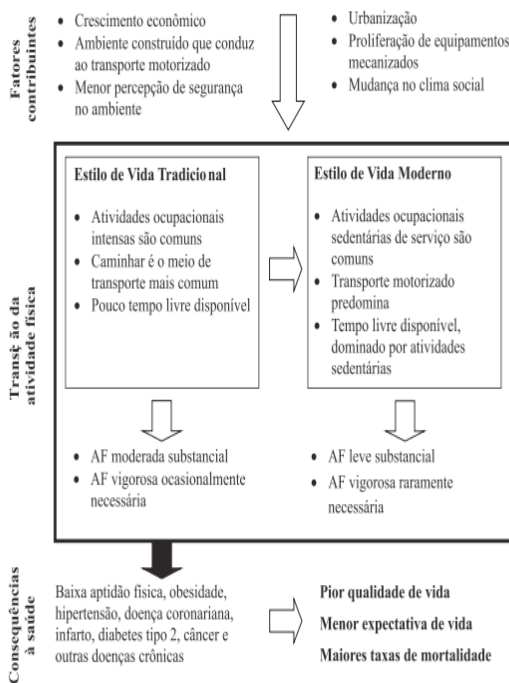 Fatores
contribuintes
• Crescimento econômico
• Ambiente construído que conduz
ao transporte motorizado
• Menor percepção de segurança
no ambiente
• Urbanização
• Proliferação de equipamentos
mecanizados
• Mudança no clima social
Transição da
atividade física
Estilo de Vida Tradicional
• Atividades ocupacionais
intensas são comuns
• Caminhar é o meio de
transporte mais comum
• Pouco tempo livre disponível
Estilo de Vida Moderno
• Atividades ocupacionais
sedentárias de serviço são
comuns
• Transporte motorizado
predomina
• Tempo livre disponível,
dominado por atividades
sedentárias
• AF moderada substancial
• AF vigorosa ocasionalmente
necessária
• AF leve substancial
• AF vigorosa raramente
necessária
Consequências
à saúde
Baixa aptidão física, obesidade,
hipertensão, doença coronariana,
infarto, diabetes tipo 2, câncer e
outras doenças crônicas
Pior qualidade de vida
Menor expectativa de vida
Maiores taxas de mortalidade